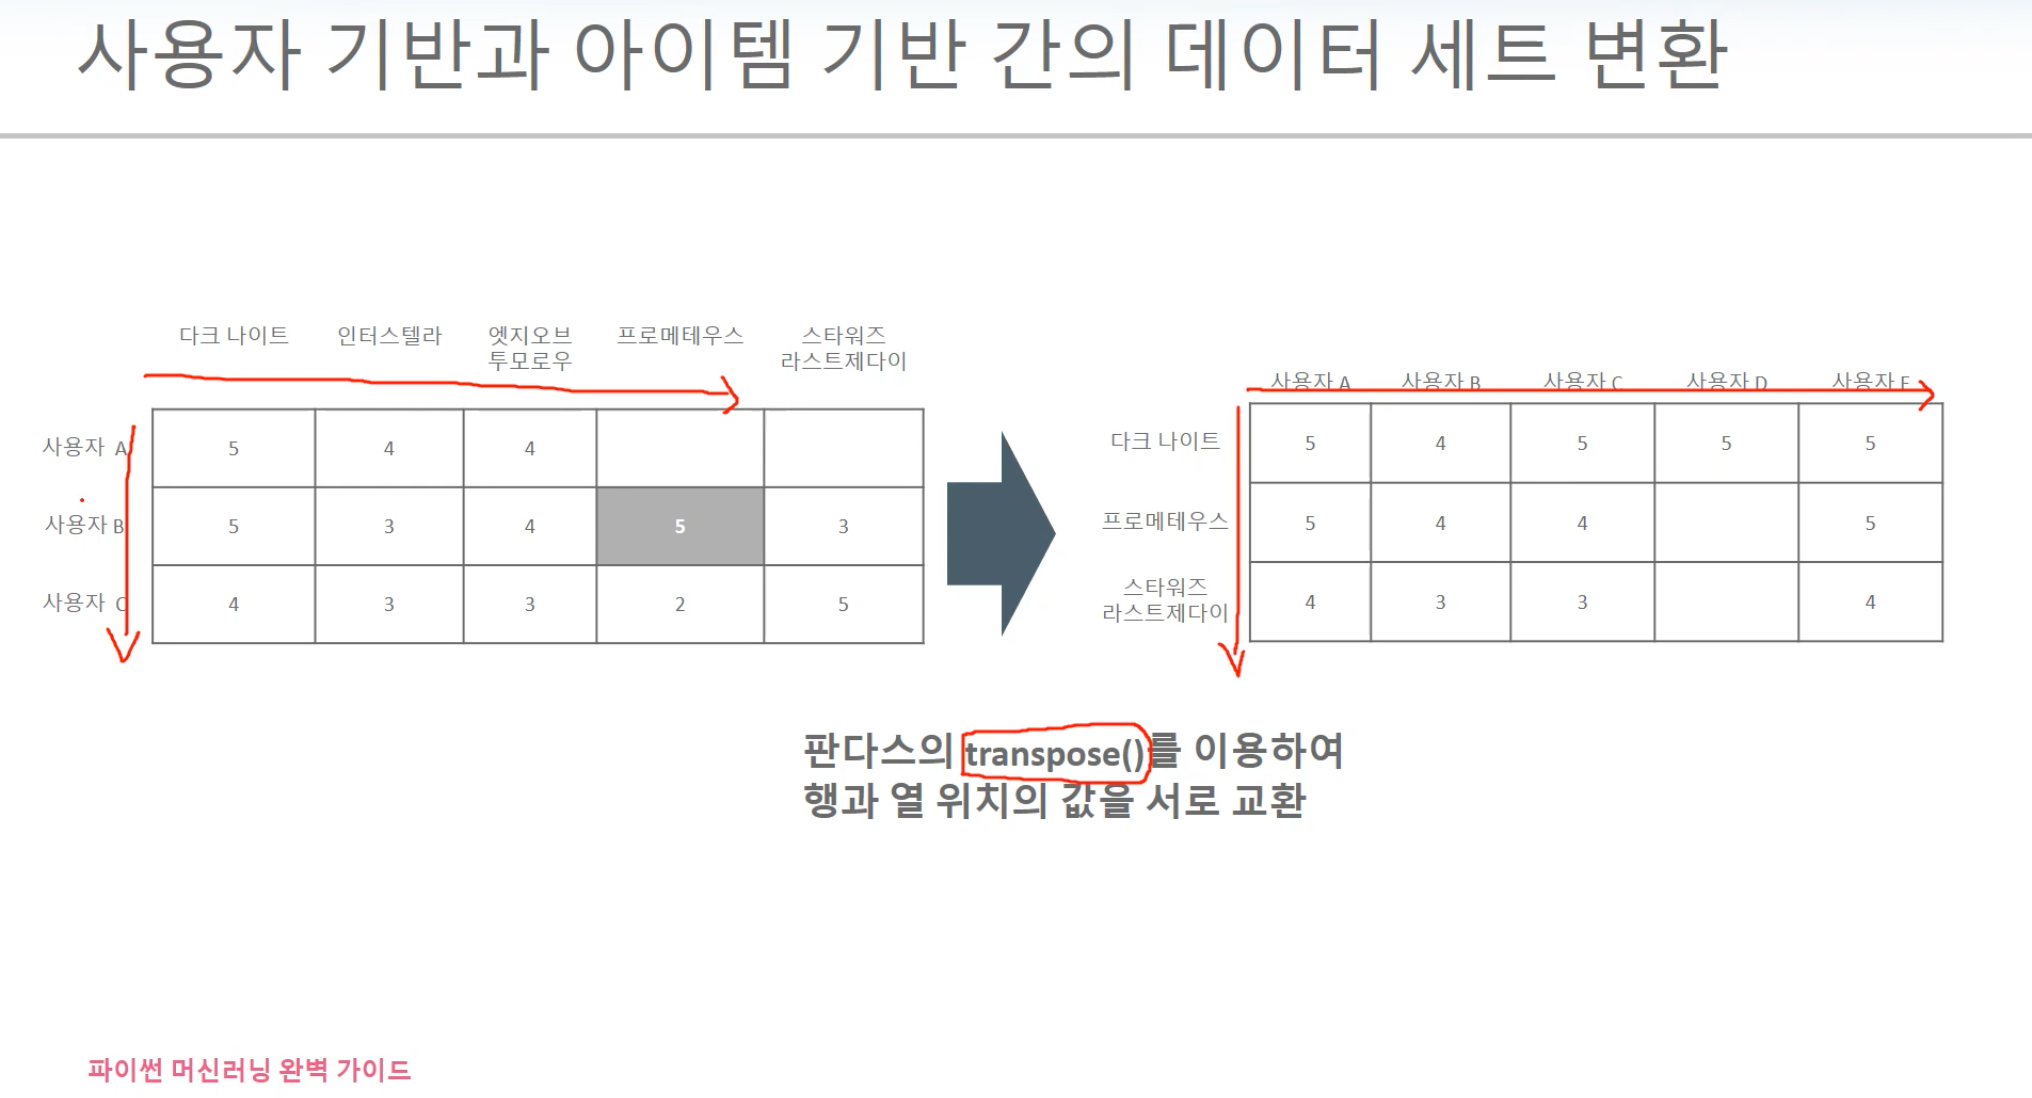 사용자 기반과 아이템 기반 간의 데이터 세트 변환
다크 나이트 인터스텔라 엣지오브 투모로우 프로메테우스 스타워즈 라스트제다이
사용자 A 5 4 4
사용자 B 5 3 4 5 3
사용자 C 4 3 3 2 5
사용자 A 사용자 B 사용자 C 사용자 D 사용자 E
다크 나이트 5 4 5 5 5
프로메테우스 5 4 4 5
스타워즈 라스트제다이 4 3 3 4
판다스의 transpose()를 이용하여
행과 열 위치의 값을 서로 교환
파이썬 머신러닝 완벽 가이드